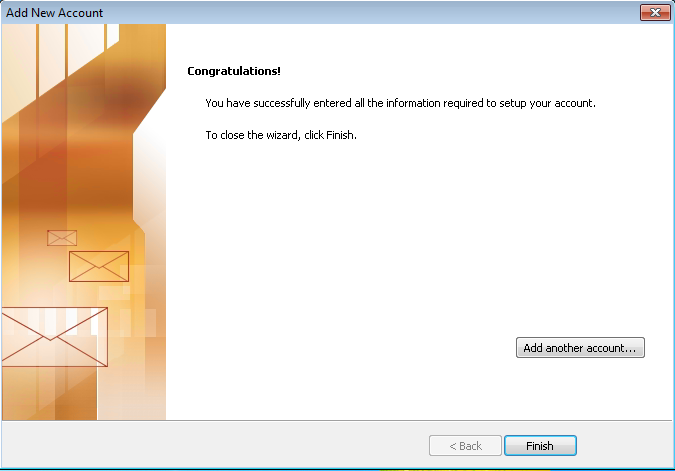 Add New Account
Congratulations!
You have successfully entered all the information required to setup your account.
To close the wizard, click Finish.
Add another account...
< Back
Finish